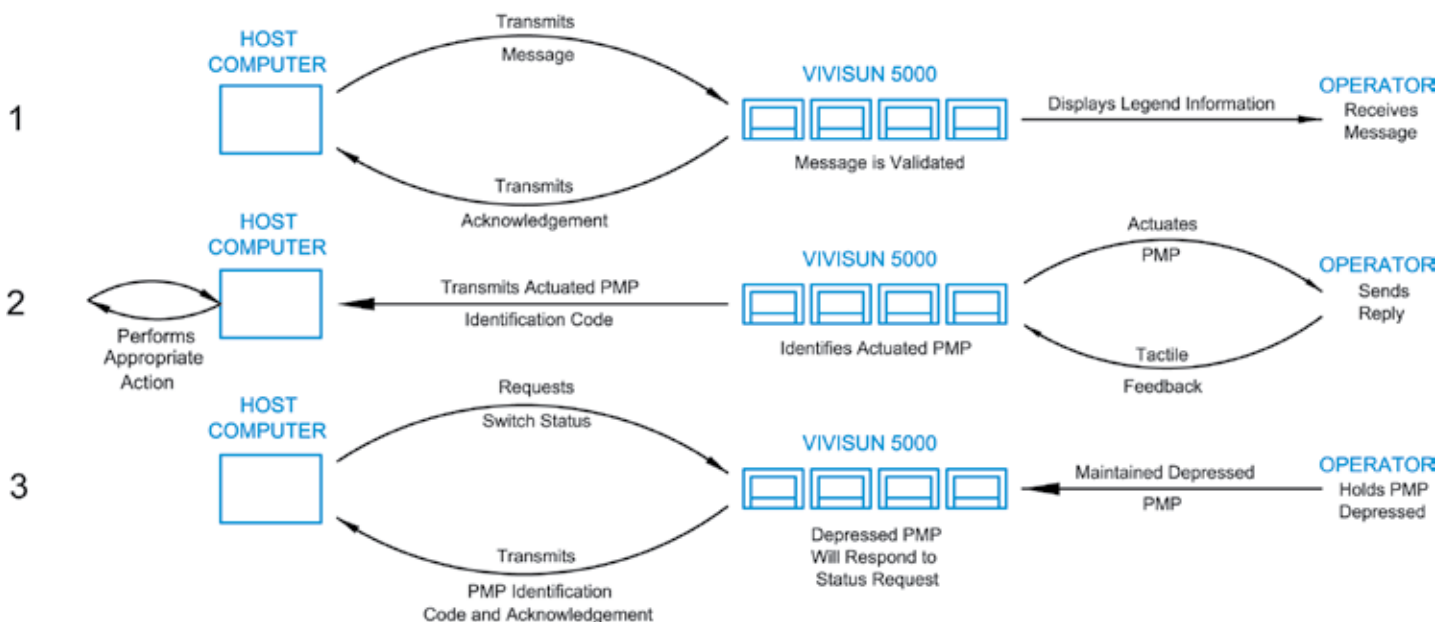 1
HOST
COMPUTER
Transmits
Message
Transmits
Acknowledgement
VIVISUN 5000
Message is Validated
Displays Legend Information
OPERATOR
Receives
Message
2
Performs
Appropriate
Action
HOST
COMPUTER
Transmits Actuated PMP
Identification Code
VIVISUN 5000
Identifies Actuated PMP
Actuates
PMP
Tactile
Feedback
OPERATOR
Sends
Reply
3
HOST
COMPUTER
Requests
Switch Status
Transmits
PMP Identification
Code and Acknowledgement
VIVISUN 5000
Depressed PMP
Will Respond to
Status Request
Maintained Depressed
PMP
OPERATOR
Holds PMP
Depressed